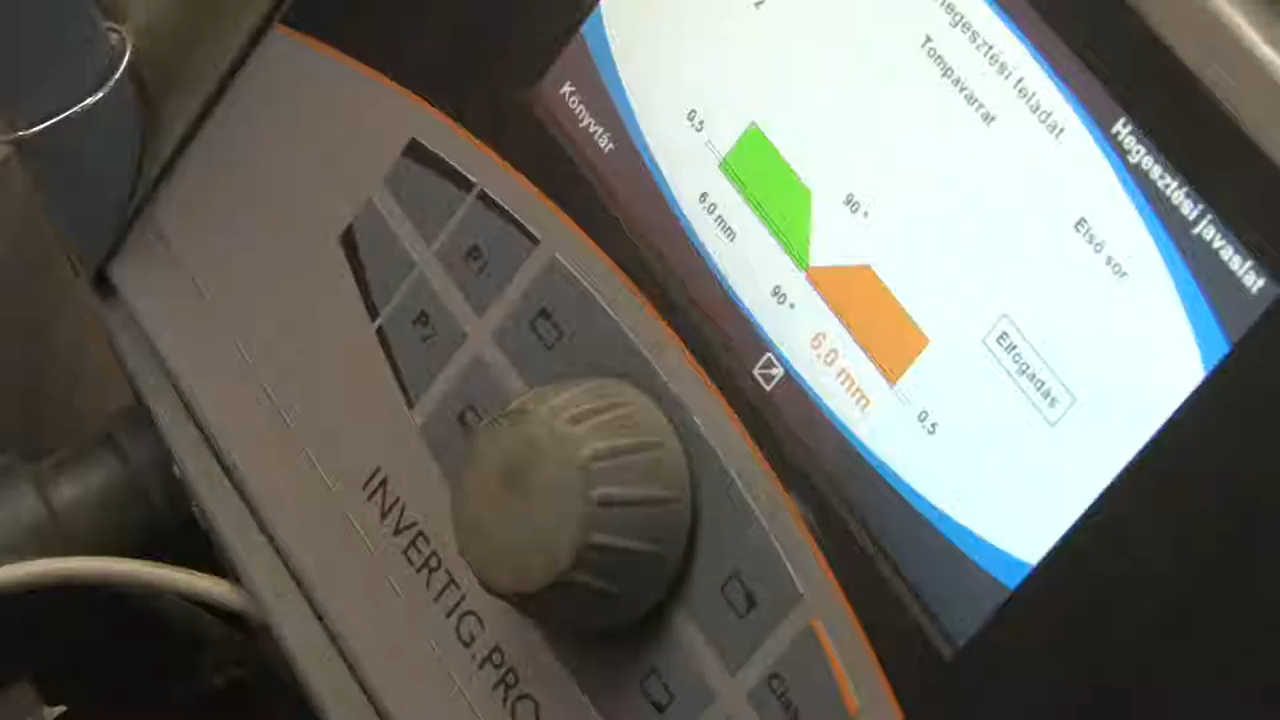 Hegesztési javaslat
hegesztési feladat
Tompavarrat
Első sor
90 °
0,5
6,0 mm
90 °
6,0 mm
0,5
Elfogadás
Könyvtár
P1
P2
INVERTIG.PRO